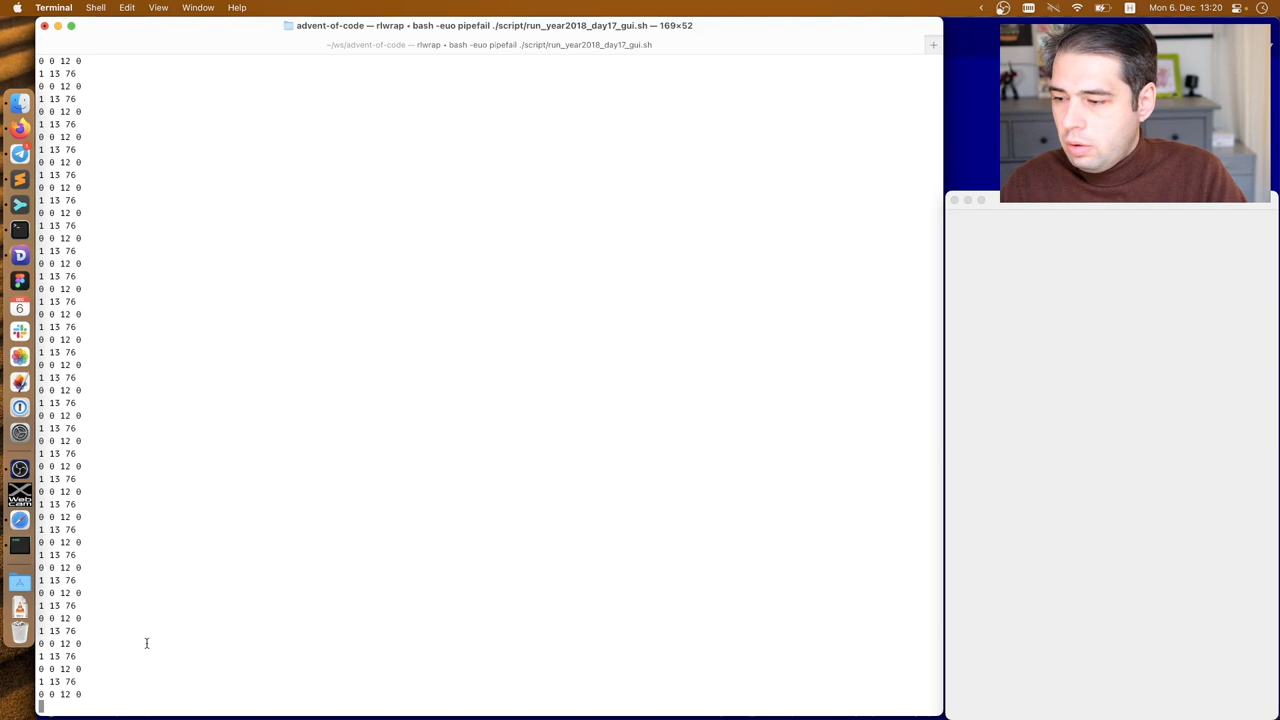 Terminal Shell Edit View Window Help
Mon 6. Dec 13:20
advent-of-code — rlwrap • bash -euo pipefail ./script/run_year2018_day17_gui.sh — 169×52
~/ws/advent-of-code — rlwrap • bash -euo pipefail ./script/run_year2018_day17_gui.sh
0 0 12 0
1 13 76
0 0 12 0
1 13 76
0 0 12 0
1 13 76
0 0 12 0
1 13 76
0 0 12 0
1 13 76
0 0 12 0
1 13 76
0 0 12 0
1 13 76
0 0 12 0
1 13 76
0 0 12 0
1 13 76
0 0 12 0
1 13 76
0 0 12 0
1 13 76
0 0 12 0
1 13 76
0 0 12 0
1 13 76
0 0 12 0
1 13 76
0 0 12 0
1 13 76
0 0 12 0
1 13 76
0 0 12 0
1 13 76
0 0 12 0
1 13 76
0 0 12 0
1 13 76
0 0 12 0
1 13 76
0 0 12 0
1 13 76
0 0 12 0
1 13 76
0 0 12 0
1 13 76
0 0 12 0
1 13 76
0 0 12 0
1 13 76
0 0 12 0
DEC
6
Web
cam